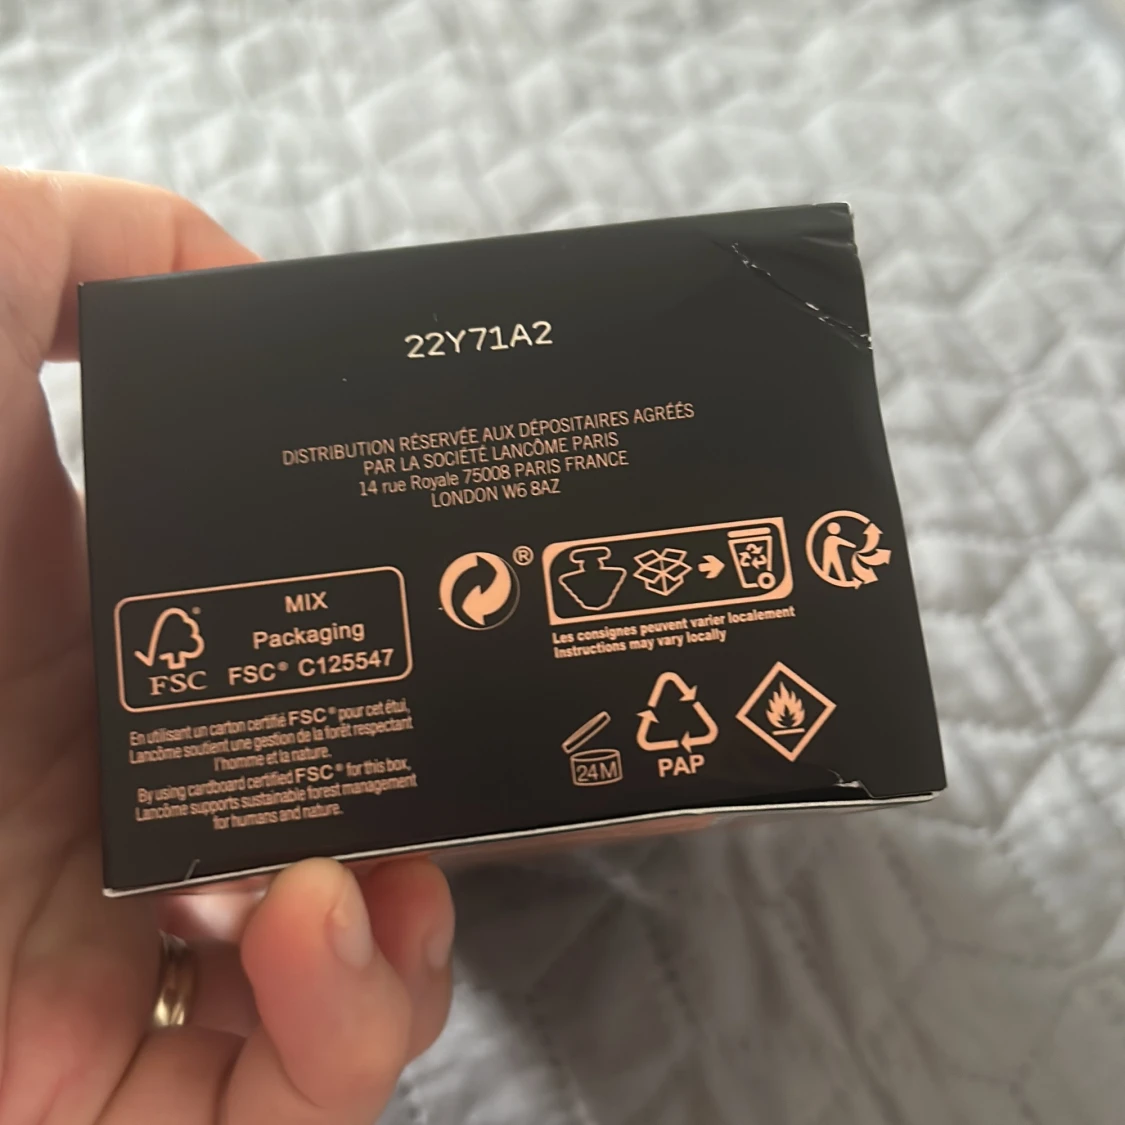 22Y71A2
DISTRIBUTION RÉSERVÉE AUX DÉPOSITAIRES AGRÉÉS
PAR LA SOCIÉTÉ LANCÔME PARIS
14 rue Royale 75008 PARIS FRANCE
LONDON W6 8AZ
®
Les consignes peuvent varier localement
Instructions may vary locally
MIX
Packaging
FSC® C125547
FSC
®
En utilisant un carton certifié FSC® pour cet étui,
Lancôme soutient une gestion de la forêt respectant
l'homme et la nature.
By using cardboard certified FSC® for this box,
Lancôme supports sustainable forest management
for humans and nature.
24M
PAP